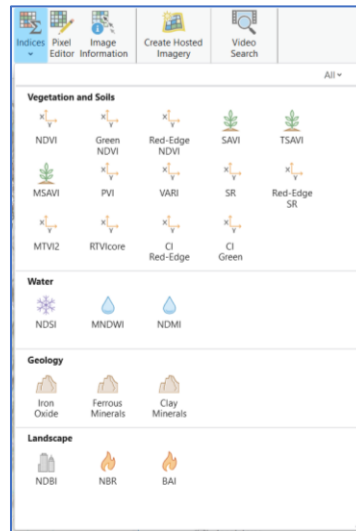 Indices Pixel Editor Image Information Create Hosted Imagery Video Search
All
Vegetation and Soils
NDVI Green NDVI Red-Edge NDVI SAVI TSAVI
MSAVI PVI VARI SR Red-Edge SR
MTVI2 RTVIcore CI Red-Edge CI Green
Water
NDSI MNDWI NDMI
Geology
Iron Oxide Ferrous Minerals Clay Minerals
Landscape
NDBI NBR BAI